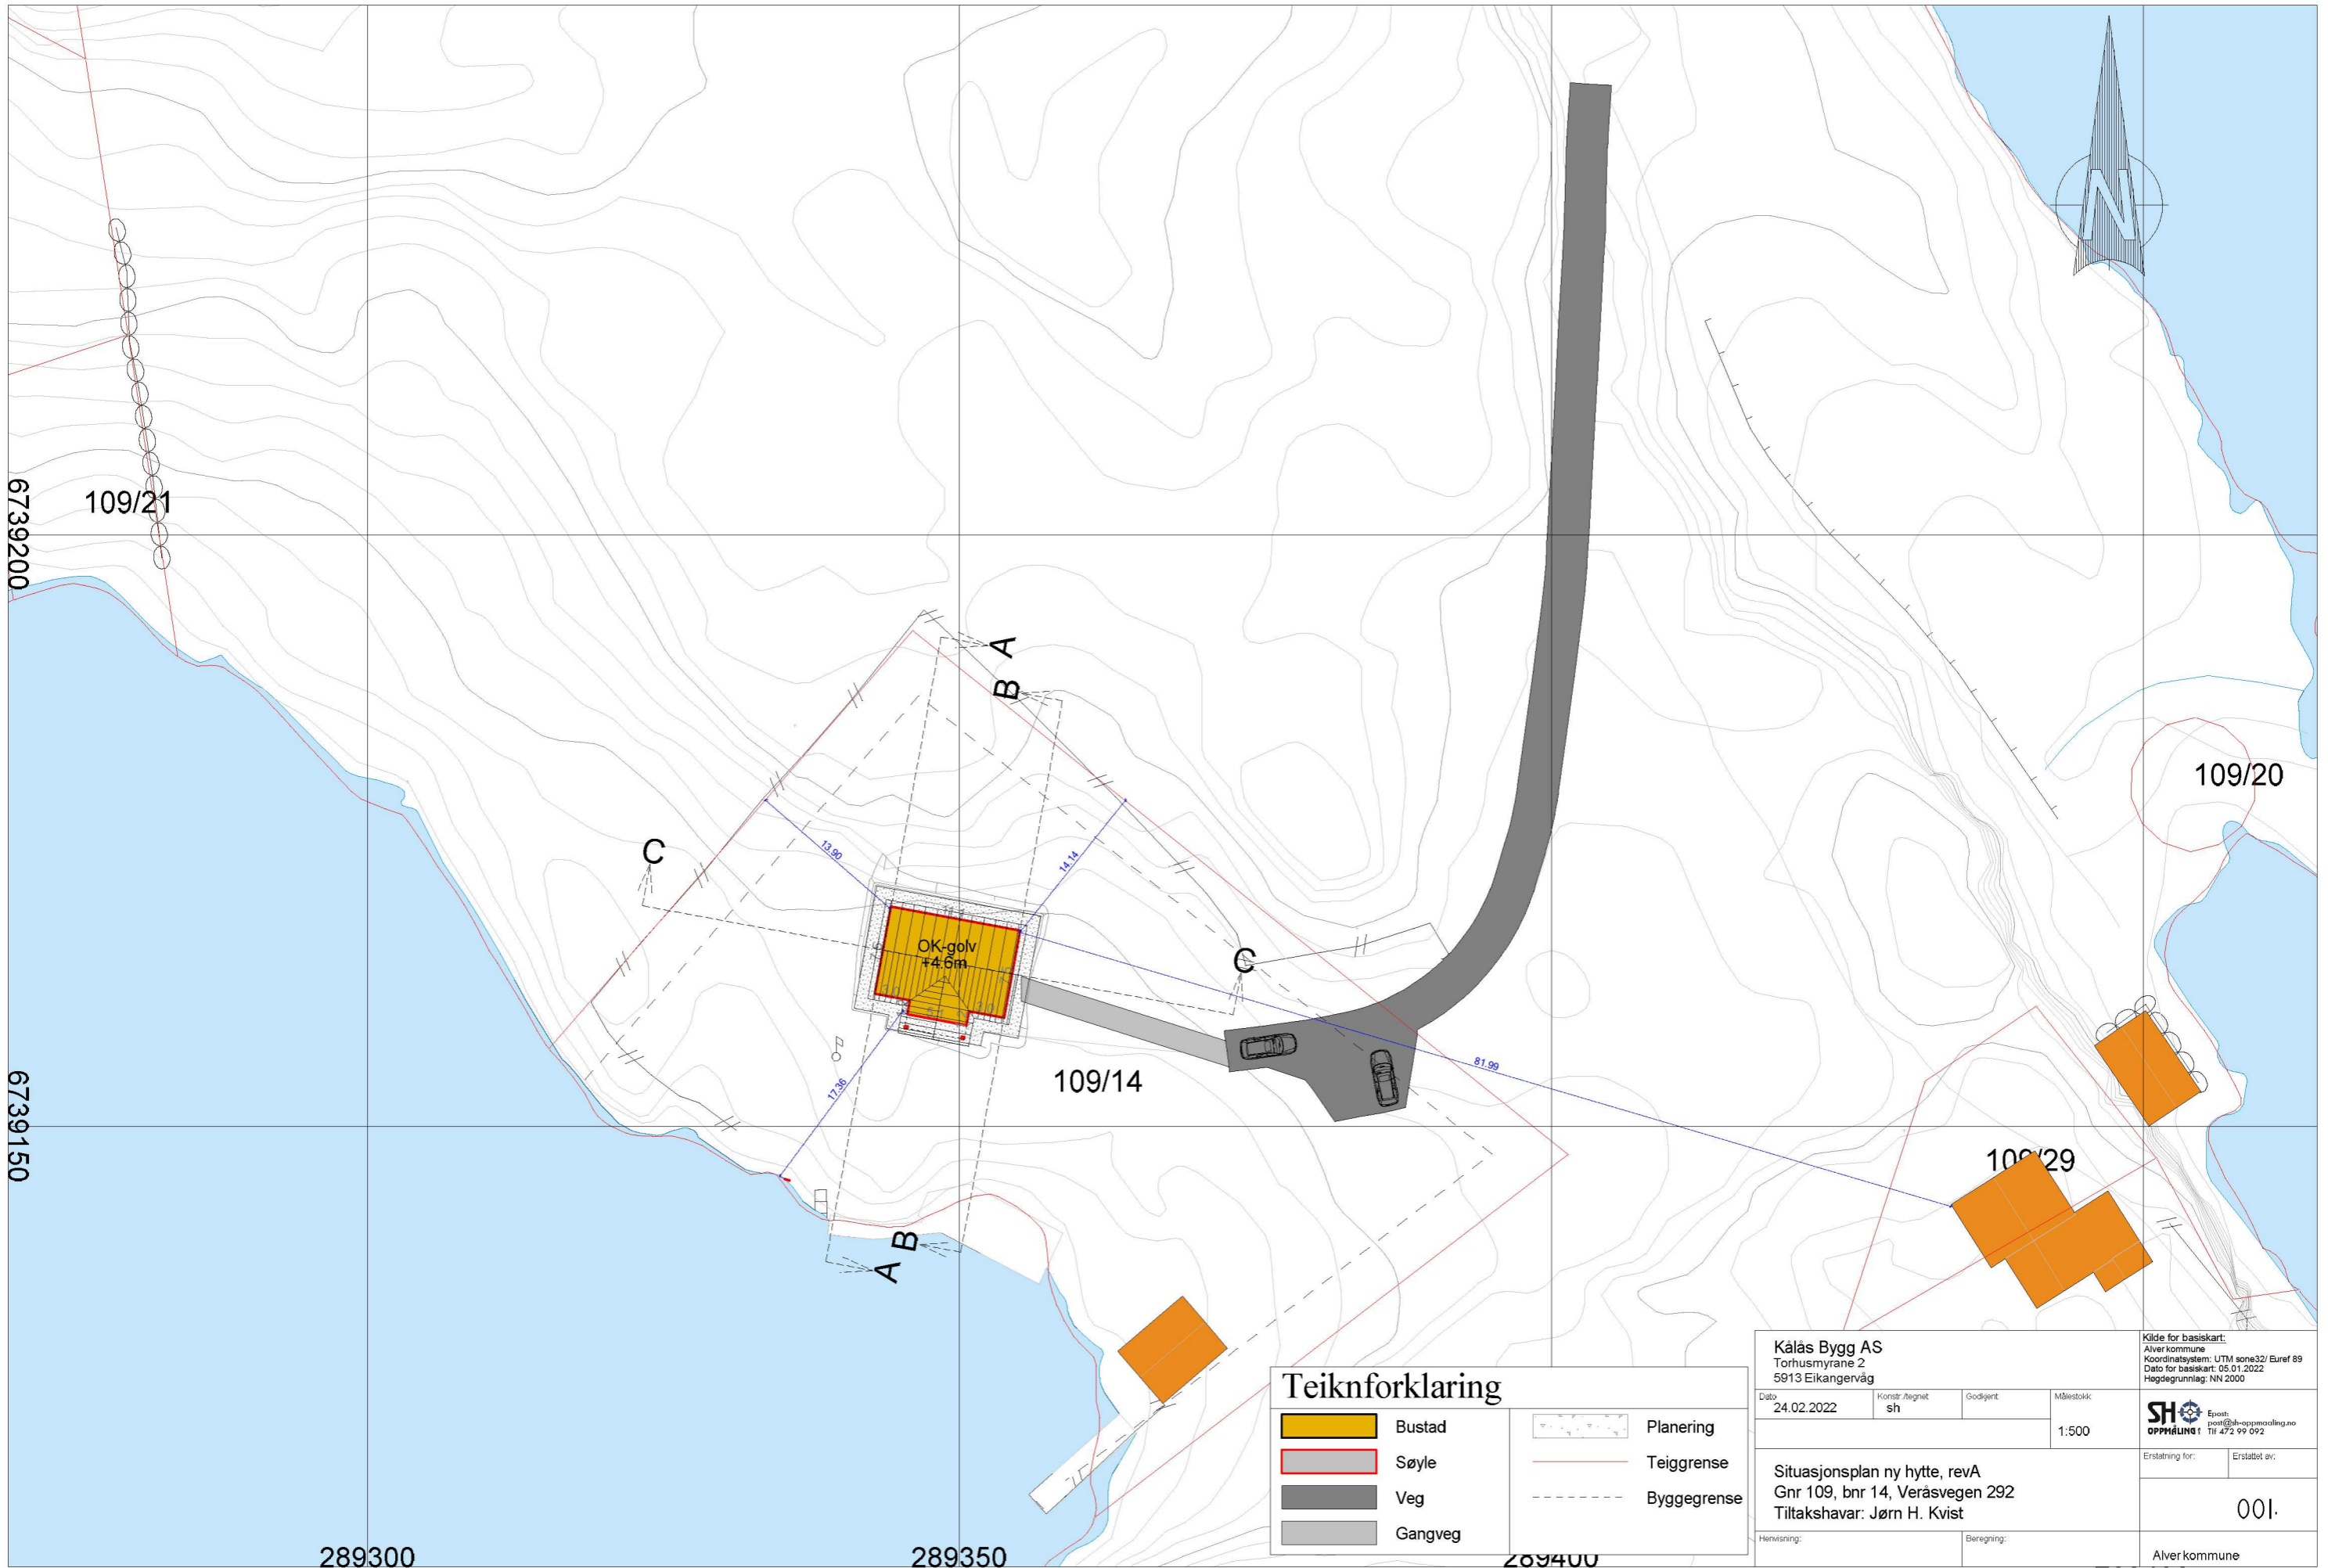 N
109/21
6739200
A
B
109/20
C
13.90
14.14
OK-golv
+4.6m
C
17.36
109/14
81.99
6739150
109/29
B
A
Teiknforklaring
Bustad
Søyle
Veg
Gangveg
Planering
Teiggrense
Byggegrense
Kålås Bygg AS
Torhusmyrane 2
5913 Eikangervåg
Kilde for basiskart:
Alver kommune
Koordinatsystem: UTM sone32/ Euref 89
Dato for basiskart: 05.01.2022
Høgdegrunnlag: NN 2000
Dato
24.02.2022
Konstr./tegnet
sh
Godkjent:
Målestokk
1:500
SH
OPPMÅLING
Epost:
post@sh-oppmaaling.no
Tlf 472 99 092
Erstatning for:
Erstattet av:
Situasjonsplan ny hytte, revA
Gnr 109, bnr 14, Veråsvegen 292
Tiltakshavar: Jørn H. Kvist
001.
Henvisning:
Beregning:
Alver kommune
289300
289350
289400